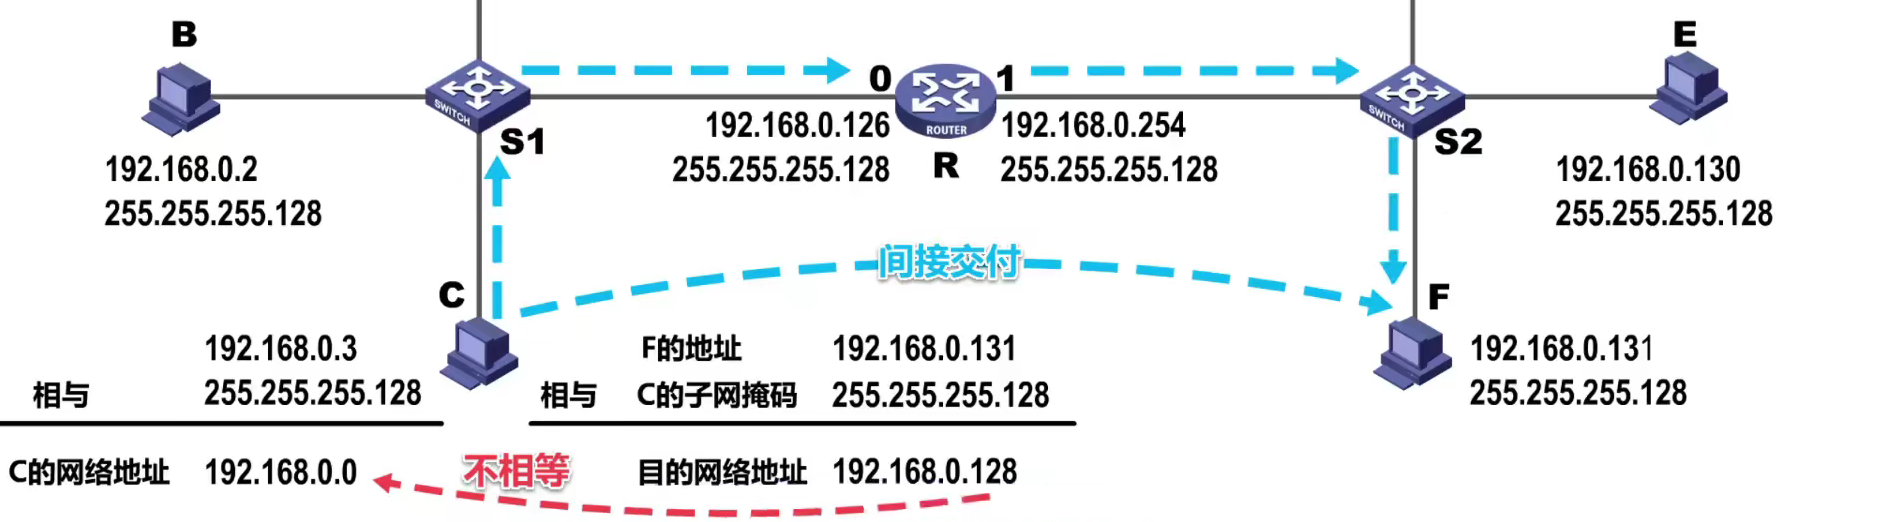 B
E
0
1
SWITCH
SWITCH
ROUTER
S1
S2
R
192.168.0.126
255.255.255.128
192.168.0.254
255.255.255.128
192.168.0.2
255.255.255.128
192.168.0.130
255.255.255.128
间接交付
C
F
192.168.0.3
相与 255.255.255.128
C的网络地址 192.168.0.0
不相等
F的地址 192.168.0.131
相与 C的子网掩码 255.255.255.128
目的网络地址 192.168.0.128
192.168.0.131
255.255.255.128